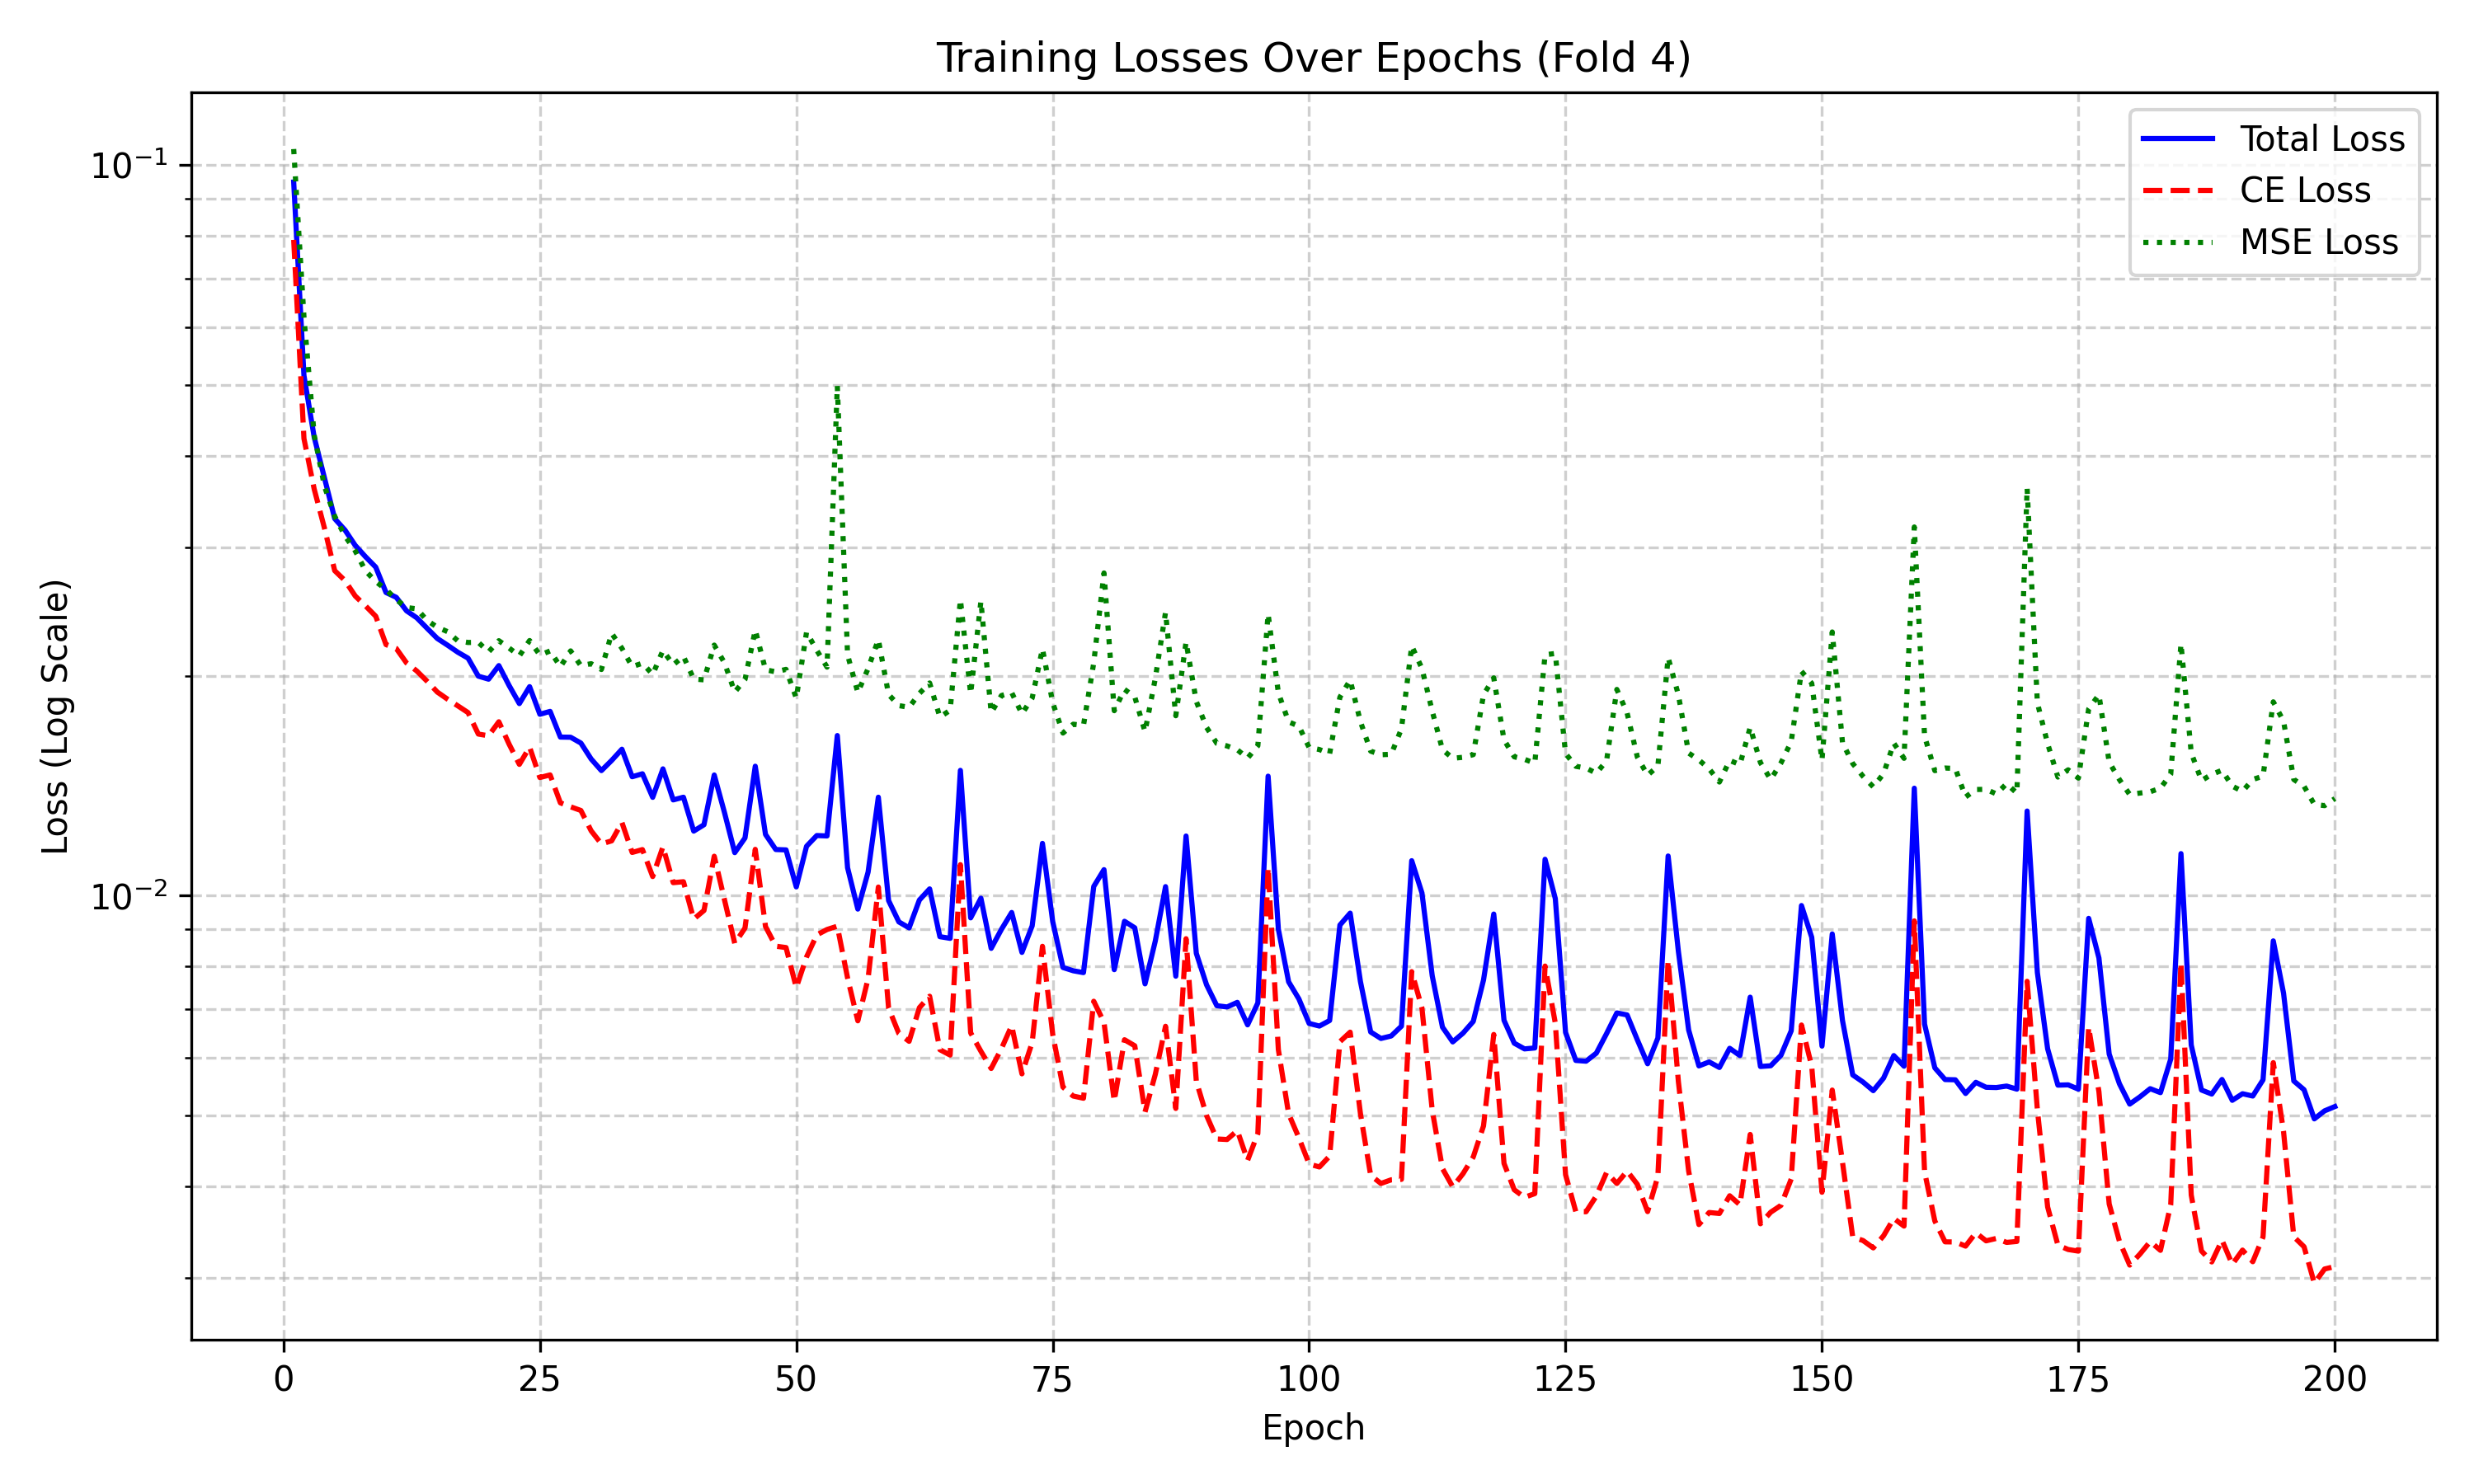 Training Losses Over Epochs (Fold 4)
Total Loss
CE Loss
MSE Loss
Loss (Log Scale)
10⁻¹
10⁻²
0 25 50 75 100 125 150 175 200
Epoch